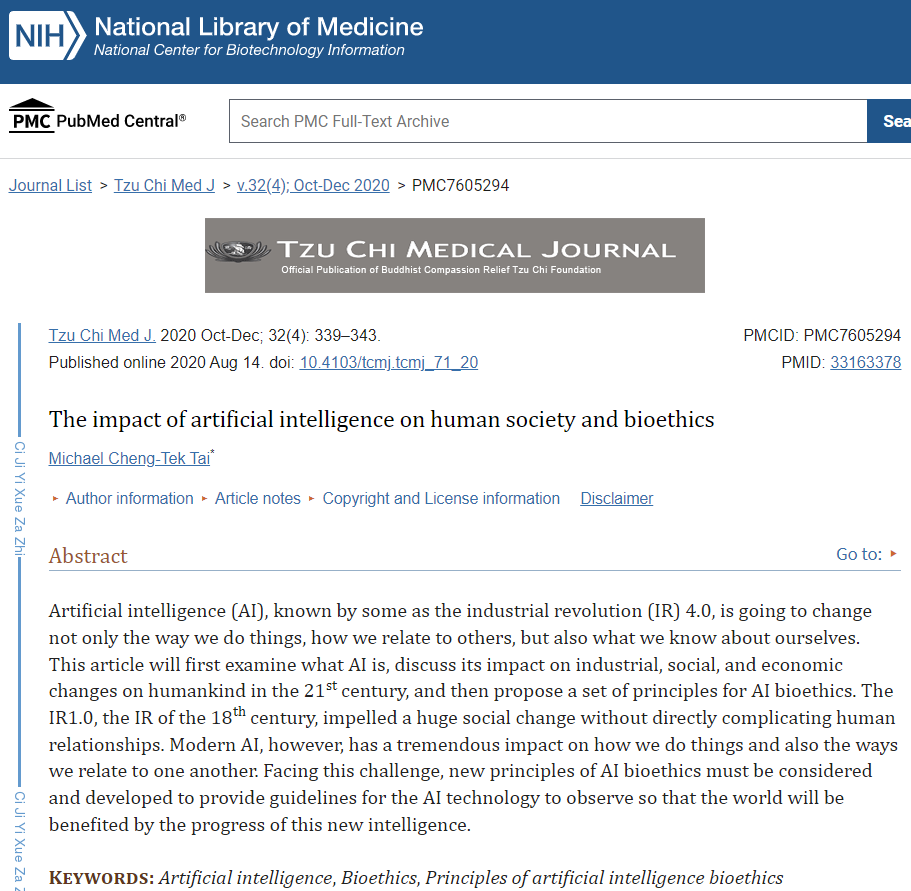 NIH National Library of Medicine
National Center for Biotechnology Information
PMC PubMed Central®
Search PMC Full-Text Archive
Sea
Journal List > Tzu Chi Med J > v.32(4); Oct-Dec 2020 > PMC7605294
TZU CHI MEDICAL JOURNAL
Official Publication of Buddhist Compassion Relief Tzu Chi Foundation
Tzu Chi Med J. 2020 Oct-Dec; 32(4): 339–343.
PMCID: PMC7605294
Published online 2020 Aug 14. doi: 10.4103/tcmj.tcmj_71_20
PMID: 33163378
The impact of artificial intelligence on human society and bioethics
Michael Cheng-Tek Tai*
Author information Article notes Copyright and License information Disclaimer
Abstract
Go to:
Artificial intelligence (AI), known by some as the industrial revolution (IR) 4.0, is going to change
not only the way we do things, how we relate to others, but also what we know about ourselves.
This article will first examine what AI is, discuss its impact on industrial, social, and economic
changes on humankind in the 21st century, and then propose a set of principles for AI bioethics. The
IR1.0, the IR of the 18th century, impelled a huge social change without directly complicating human
relationships. Modern AI, however, has a tremendous impact on how we do things and also the ways
we relate to one another. Facing this challenge, new principles of AI bioethics must be considered
and developed to provide guidelines for the AI technology to observe so that the world will be
benefited by the progress of this new intelligence.
KEYWORDS: Artificial intelligence, Bioethics, Principles of artificial intelligence bioethics
Ci Ji Yi Xue Za Zhi
Ci Ji Yi Xue Za Z